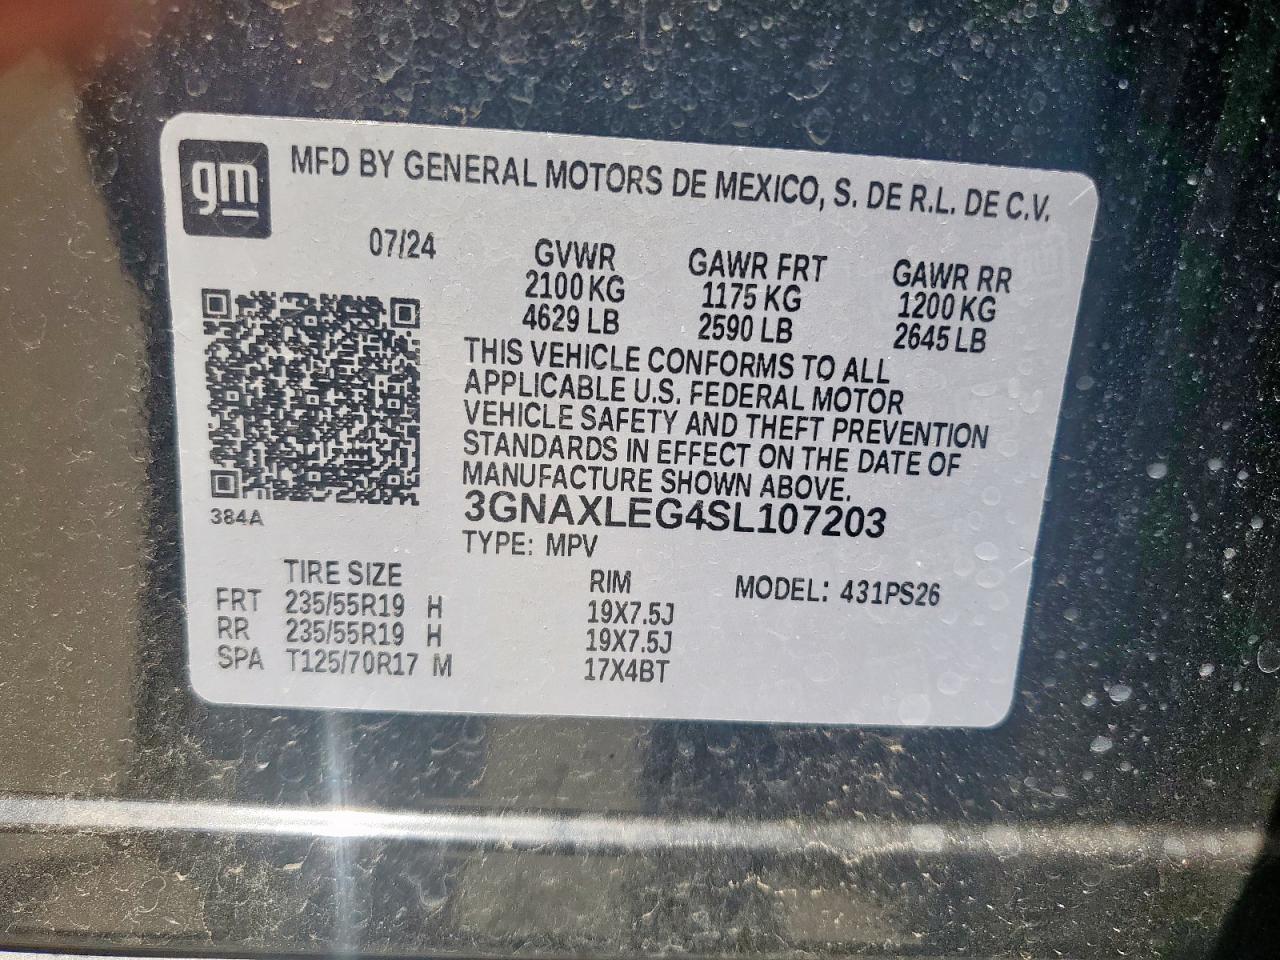 gm MFD BY GENERAL MOTORS DE MEXICO, S. DE R.L. DE C.V.
07/24
GVWR GAWR FRT GAWR RR
2100 KG 1175 KG 1200 KG
4629 LB 2590 LB 2645 LB
THIS VEHICLE CONFORMS TO ALL
APPLICABLE U.S. FEDERAL MOTOR
VEHICLE SAFETY AND THEFT PREVENTION
STANDARDS IN EFFECT ON THE DATE OF
MANUFACTURE SHOWN ABOVE.
384A
3GNAXLEG4SL107203
TYPE: MPV
TIRE SIZE RIM MODEL: 431PS26
FRT 235/55R19 H 19X7.5J
RR 235/55R19 H 19X7.5J
SPA T125/70R17 M 17X4BT